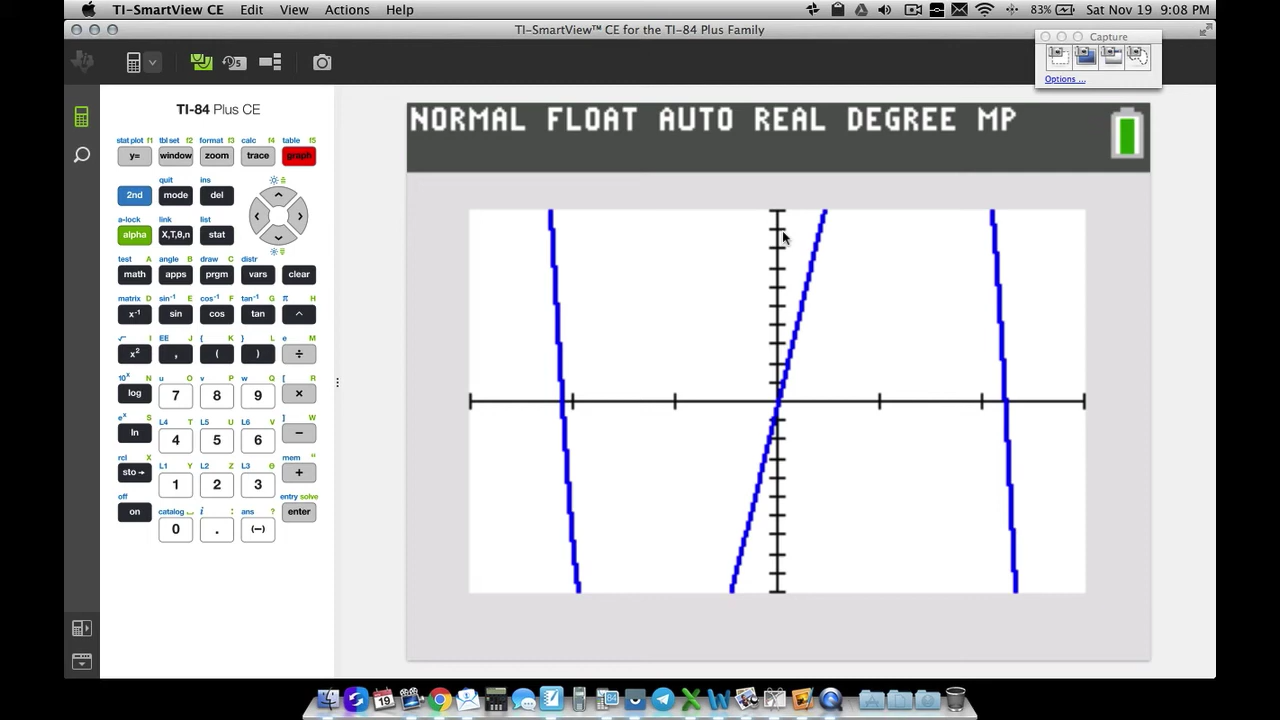 TI-SmartView CE Edit View Actions Help 83% Sat Nov 19 9:08 PM
TI-SmartView™ CE for the TI-84 Plus Family
Capture
Options ...
TI-84 Plus CE
NORMAL FLOAT AUTO REAL DEGREE MP
stat plot f1 tbl set f2 format f3 calc f4 table f5
y= window zoom trace graph
quit ins
2nd mode del
a-lock link list
alpha X,T,θ,n stat
test A angle B draw C distr
math apps prgm vars clear
matrix D sin⁻¹ E cos⁻¹ F tan⁻¹ G π H
x⁻¹ sin cos tan ^
√ I EE J { K } L e M
x² , ( ) ÷
10ˣ N u O v P w Q [ R
log 7 8 9 ×
eˣ S L4 T L5 U L6 V ] W
ln 4 5 6 −
rcl X L1 Y L2 Z L3 θ mem "
sto→ 1 2 3 +
off catalog ⎵ i : ans ? entry solve
on 0 . (−) enter
19
84